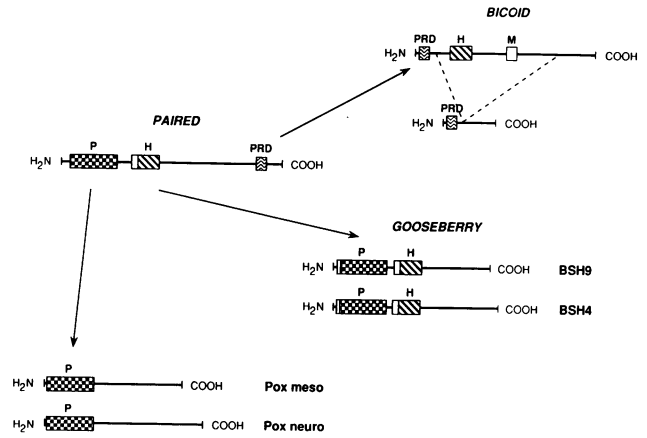 BICOID
PRD H M
H2N COOH
PRD
H2N COOH
PAIRED
P H PRD
H2N COOH
GOOSEBERRY
P H
H2N COOH BSH9
P H
H2N COOH BSH4
P
H2N COOH Pox meso
P
H2N COOH Pox neuro